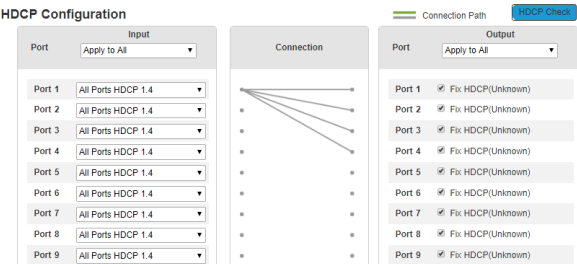 HDCP Configuration
Connection Path
HDCP Check
Port Input Connection Port Output
Apply to All Apply to All
Port 1 All Ports HDCP 1.4 Port 1 Fix HDCP(Unknown)
Port 2 All Ports HDCP 1.4 Port 2 Fix HDCP(Unknown)
Port 3 All Ports HDCP 1.4 Port 3 Fix HDCP(Unknown)
Port 4 All Ports HDCP 1.4 Port 4 Fix HDCP(Unknown)
Port 5 All Ports HDCP 1.4 Port 5 Fix HDCP(Unknown)
Port 6 All Ports HDCP 1.4 Port 6 Fix HDCP(Unknown)
Port 7 All Ports HDCP 1.4 Port 7 Fix HDCP(Unknown)
Port 8 All Ports HDCP 1.4 Port 8 Fix HDCP(Unknown)
Port 9 All Ports HDCP 1.4 Port 9 Fix HDCP(Unknown)